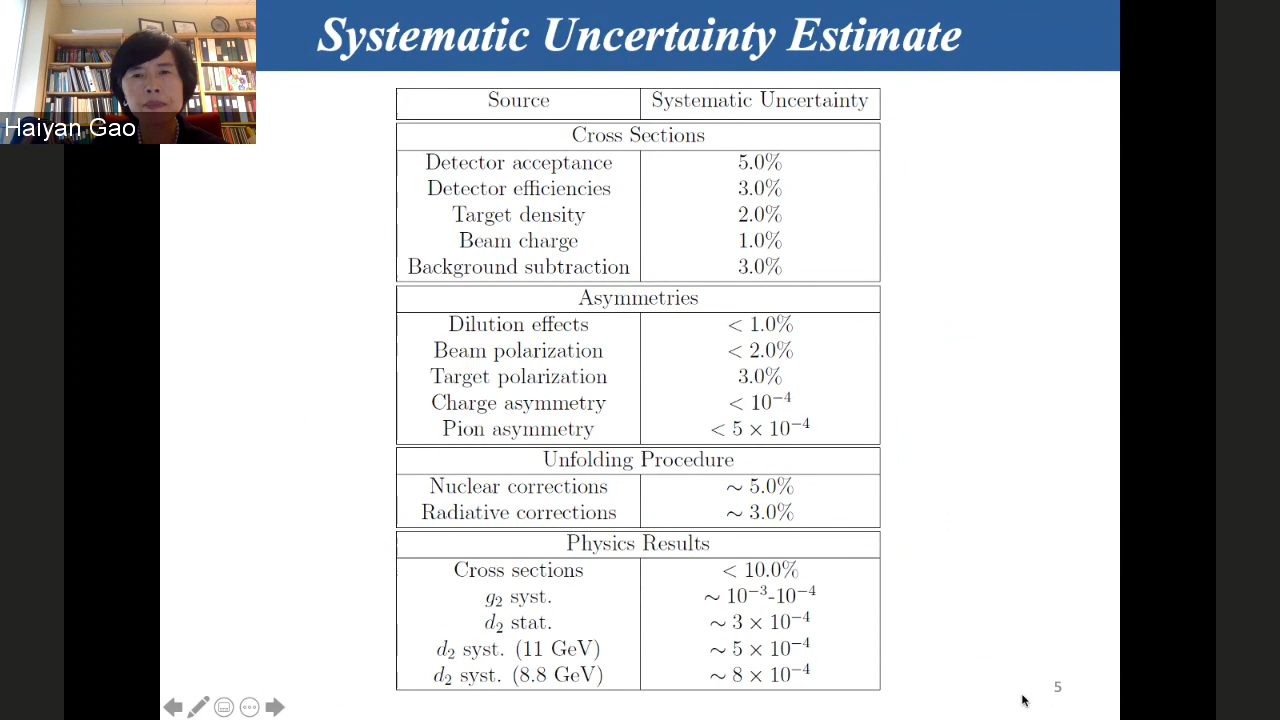 Systematic Uncertainty Estimate
Haiyan Gao
Source Systematic Uncertainty
Cross Sections
Detector acceptance 5.0%
Detector efficiencies 3.0%
Target density 2.0%
Beam charge 1.0%
Background subtraction 3.0%
Asymmetries
Dilution effects < 1.0%
Beam polarization < 2.0%
Target polarization 3.0%
Charge asymmetry < 10⁻⁴
Pion asymmetry < 5 × 10⁻⁴
Unfolding Procedure
Nuclear corrections ∼ 5.0%
Radiative corrections ∼ 3.0%
Physics Results
Cross sections < 10.0%
g₂ syst. ∼ 10⁻³-10⁻⁴
d₂ stat. ∼ 3 × 10⁻⁴
d₂ syst. (11 GeV) ∼ 5 × 10⁻⁴
d₂ syst. (8.8 GeV) ∼ 8 × 10⁻⁴
5